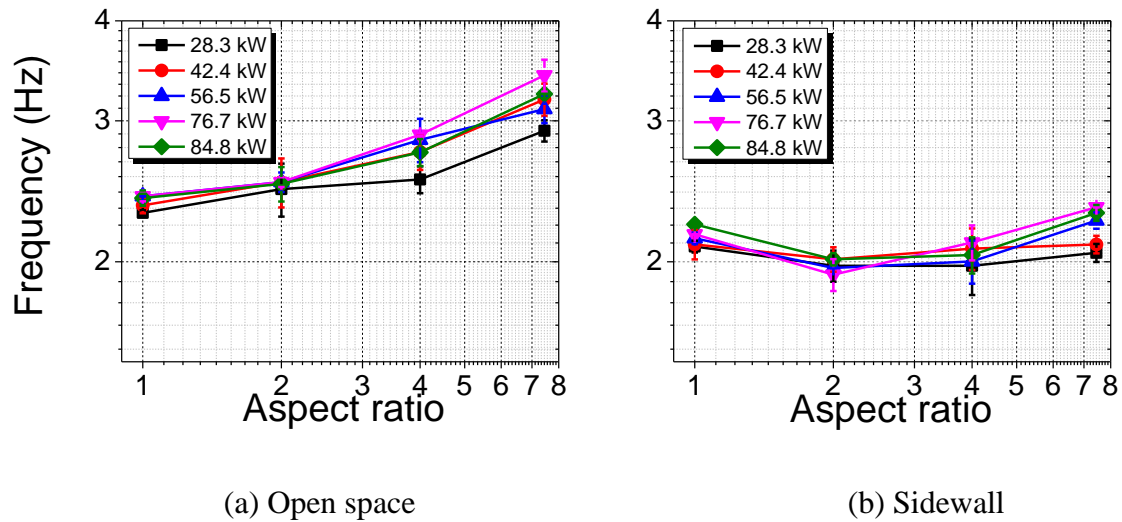 4
3
2
Frequency (Hz)
28.3 kW
42.4 kW
56.5 kW
76.7 kW
84.8 kW
1 2 3 4 5 6 7 8
Aspect ratio
(a) Open space
4
3
2
28.3 kW
42.4 kW
56.5 kW
76.7 kW
84.8 kW
1 2 3 4 5 6 7 8
Aspect ratio
(b) Sidewall